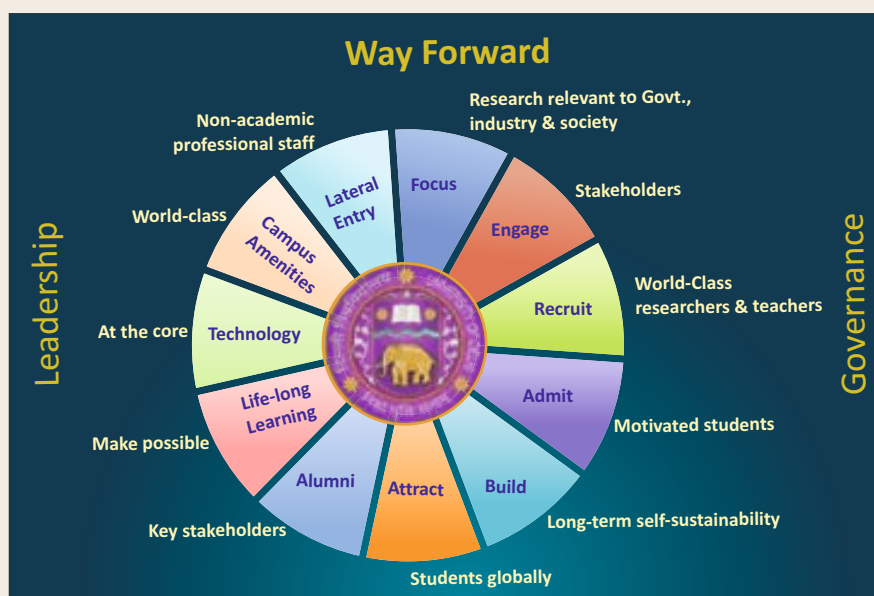 Way Forward
Leadership
Governance
Focus
Research relevant to Govt.,
industry & society
Engage
Stakeholders
Recruit
World-Class
researchers & teachers
Admit
Motivated students
Build
Long-term self-sustainability
Attract
Students globally
Alumni
Key stakeholders
Life-long
Learning
Make possible
Technology
At the core
Campus
Amenities
World-class
Lateral
Entry
Non-academic
professional staff